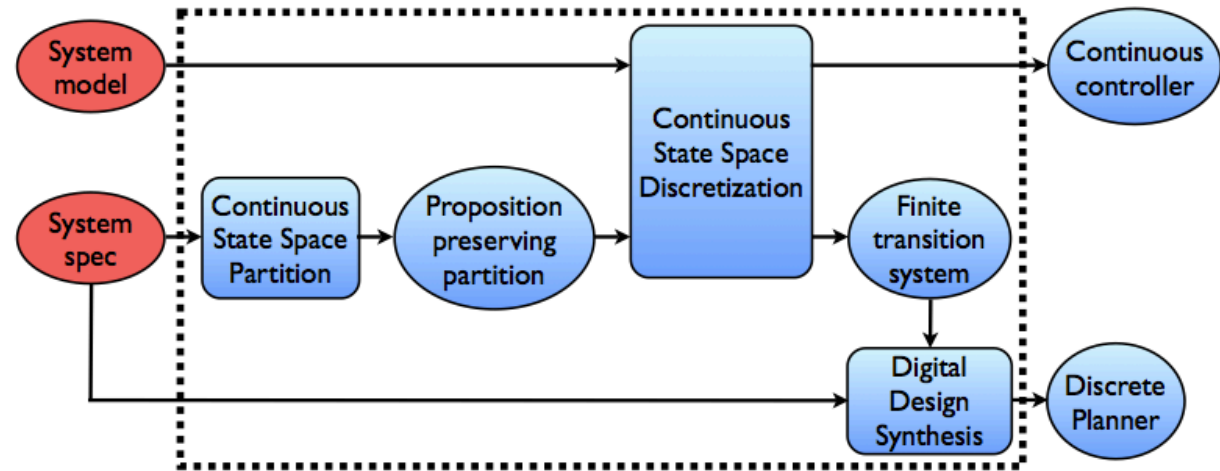 System
model
Continuous
controller
Continuous
State Space
Discretization
System
spec
Continuous
State Space
Partition
Proposition
preserving
partition
Finite
transition
system
Digital
Design
Synthesis
Discrete
Planner